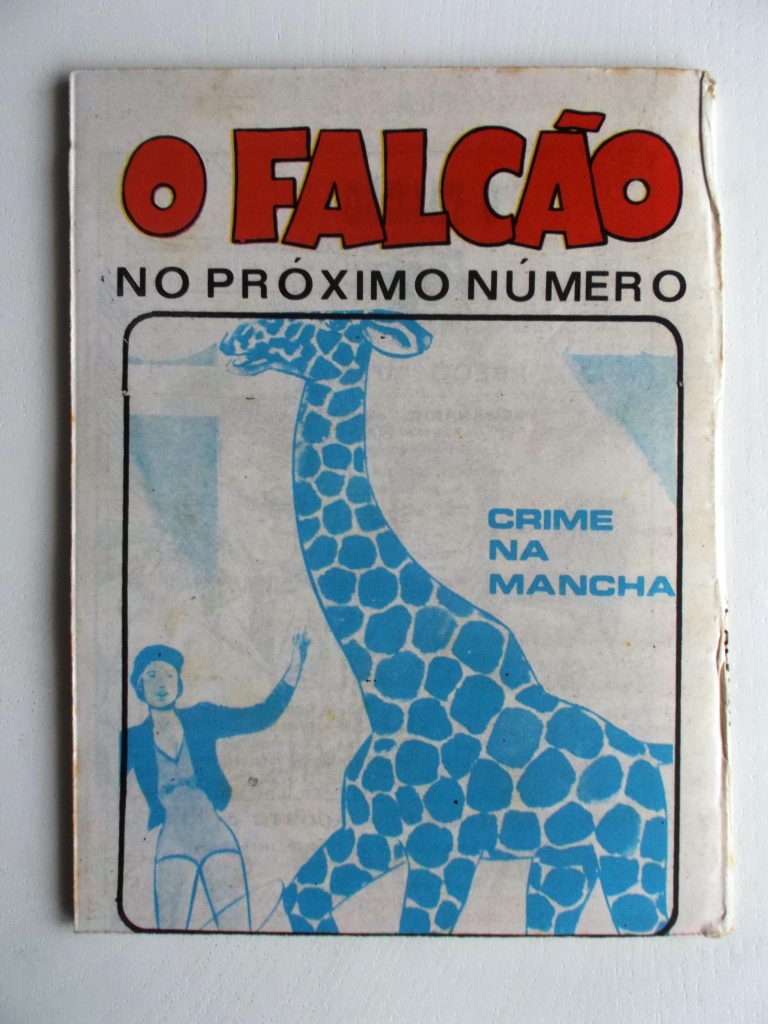 O FALCÃO
NO PRÓXIMO NÚMERO
CRIME
NA
MANCHA